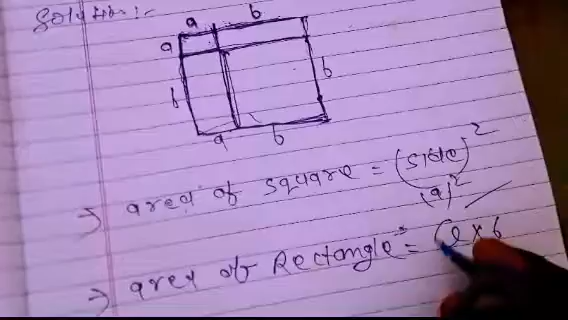 Solution :-
a b
a
b b
a b
→ area of square = (side)²
(a)²
→ area of Rectangle = (l × b